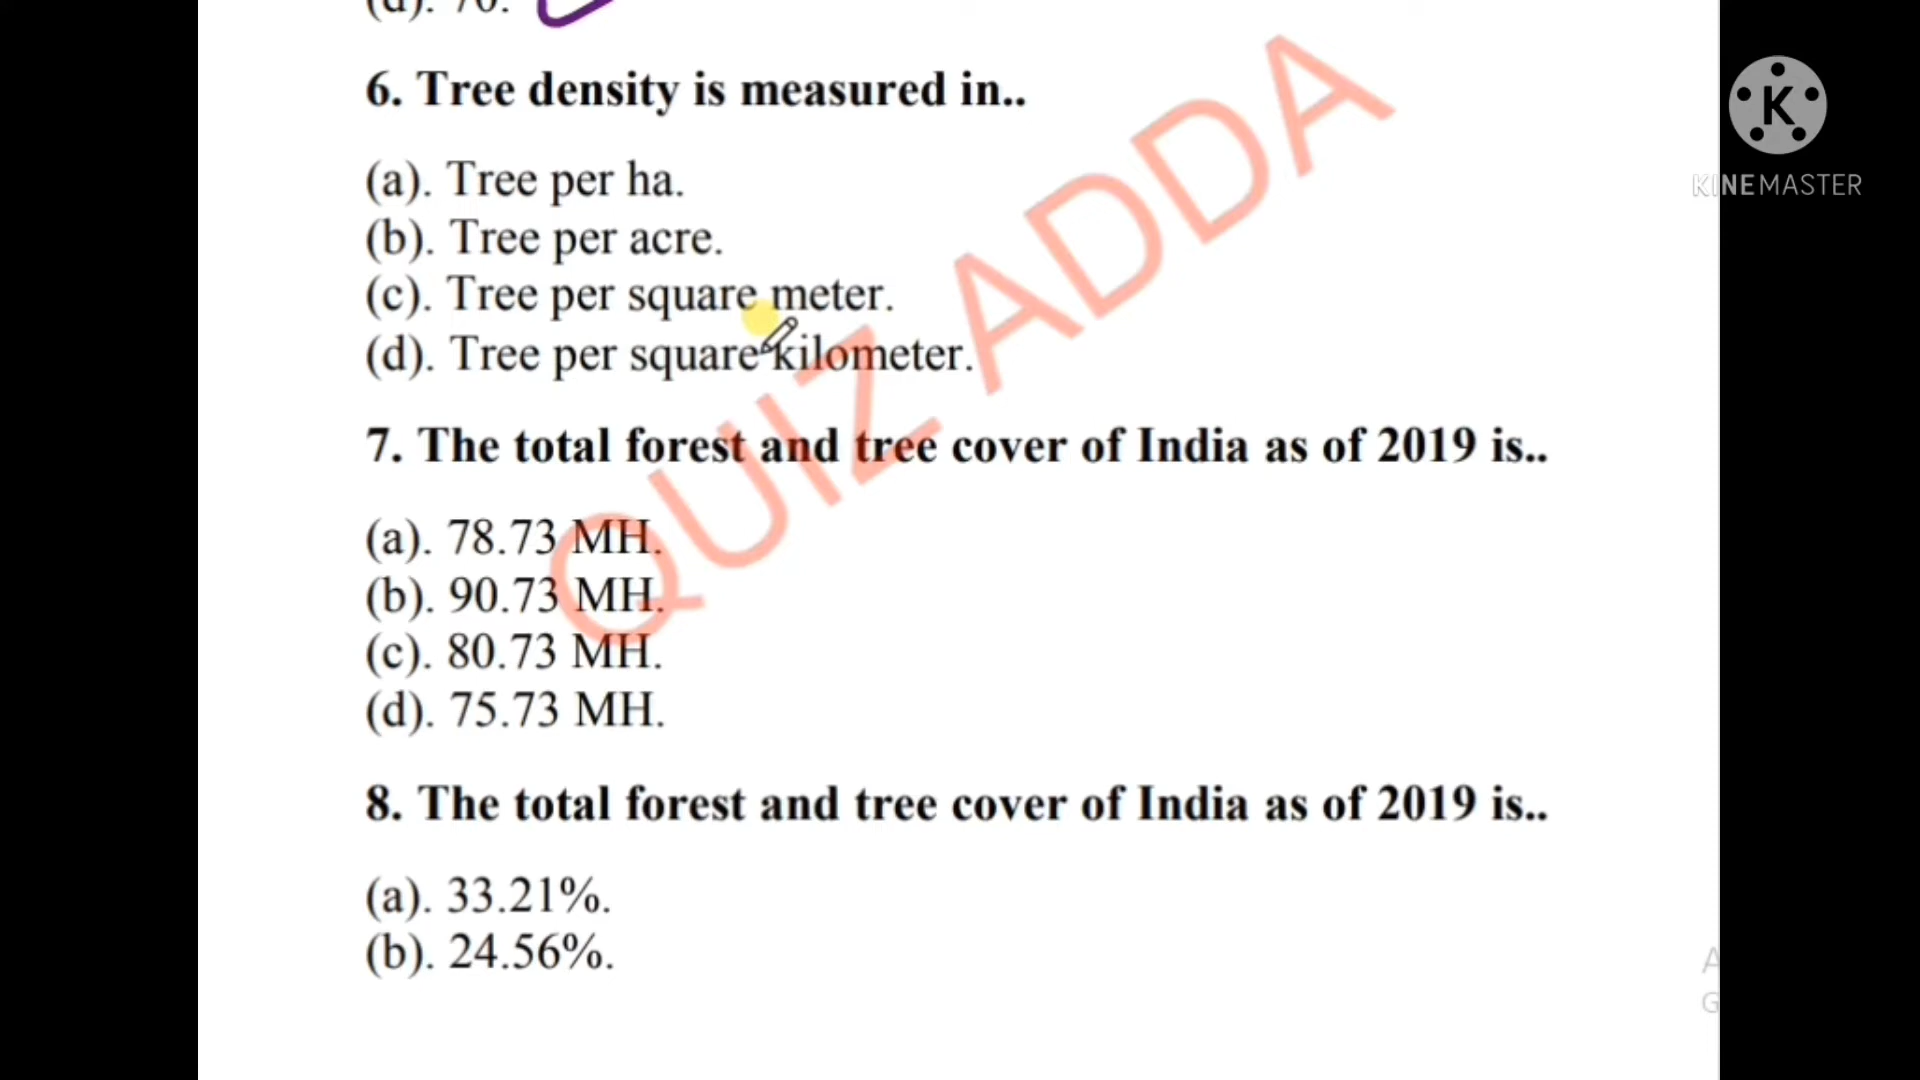 (d). 70.
6. Tree density is measured in..
(a). Tree per ha.
(b). Tree per acre.
(c). Tree per square meter.
(d). Tree per square kilometer.
7. The total forest and tree cover of India as of 2019 is..
(a). 78.73 MH.
(b). 90.73 MH.
(c). 80.73 MH.
(d). 75.73 MH.
8. The total forest and tree cover of India as of 2019 is..
(a). 33.21%.
(b). 24.56%.
QUIZ ADDA
K
KINEMASTER
A
G